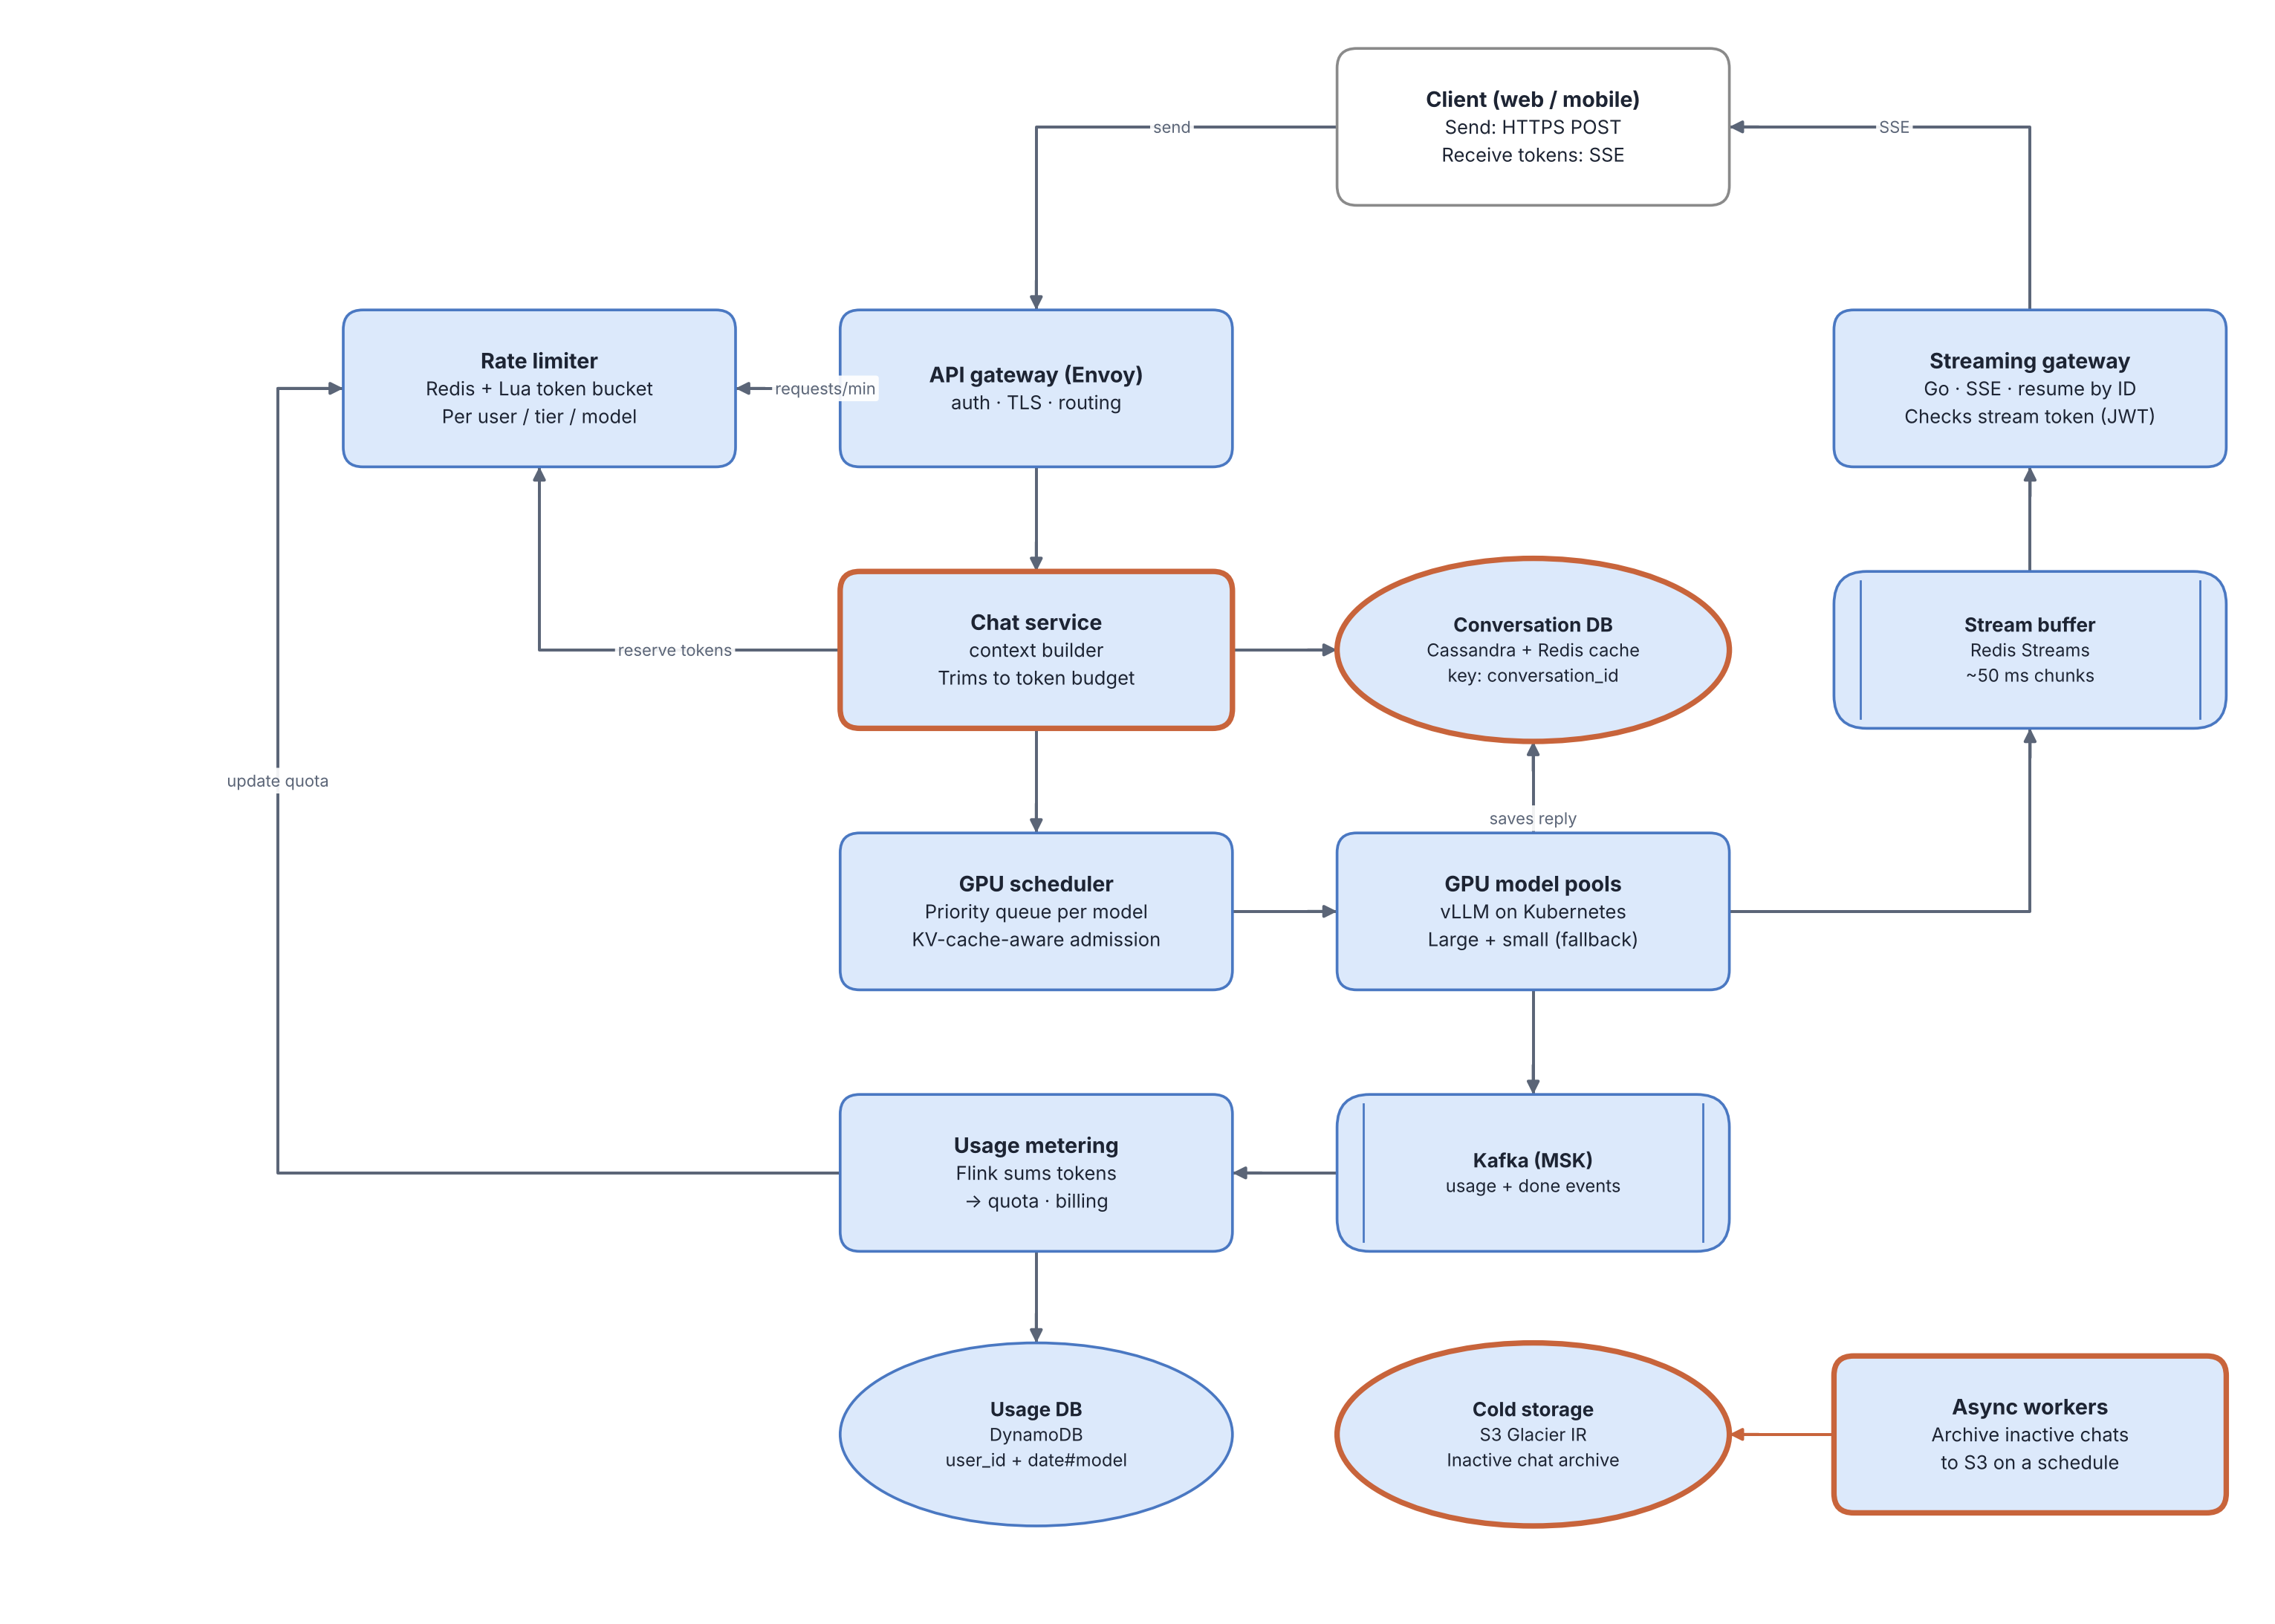 Client (web / mobile)
Send: HTTPS POST
Receive tokens: SSE
send
SSE
Rate limiter
Redis + Lua token bucket
Per user / tier / model
requests/min
API gateway (Envoy)
auth · TLS · routing
Streaming gateway
Go · SSE · resume by ID
Checks stream token (JWT)
reserve tokens
Chat service
context builder
Trims to token budget
Conversation DB
Cassandra + Redis cache
key: conversation_id
Stream buffer
Redis Streams
~50 ms chunks
update quota
saves reply
GPU scheduler
Priority queue per model
KV-cache-aware admission
GPU model pools
vLLM on Kubernetes
Large + small (fallback)
Usage metering
Flink sums tokens
→ quota · billing
Kafka (MSK)
usage + done events
Usage DB
DynamoDB
user_id + date#model
Cold storage
S3 Glacier IR
Inactive chat archive
Async workers
Archive inactive chats
to S3 on a schedule